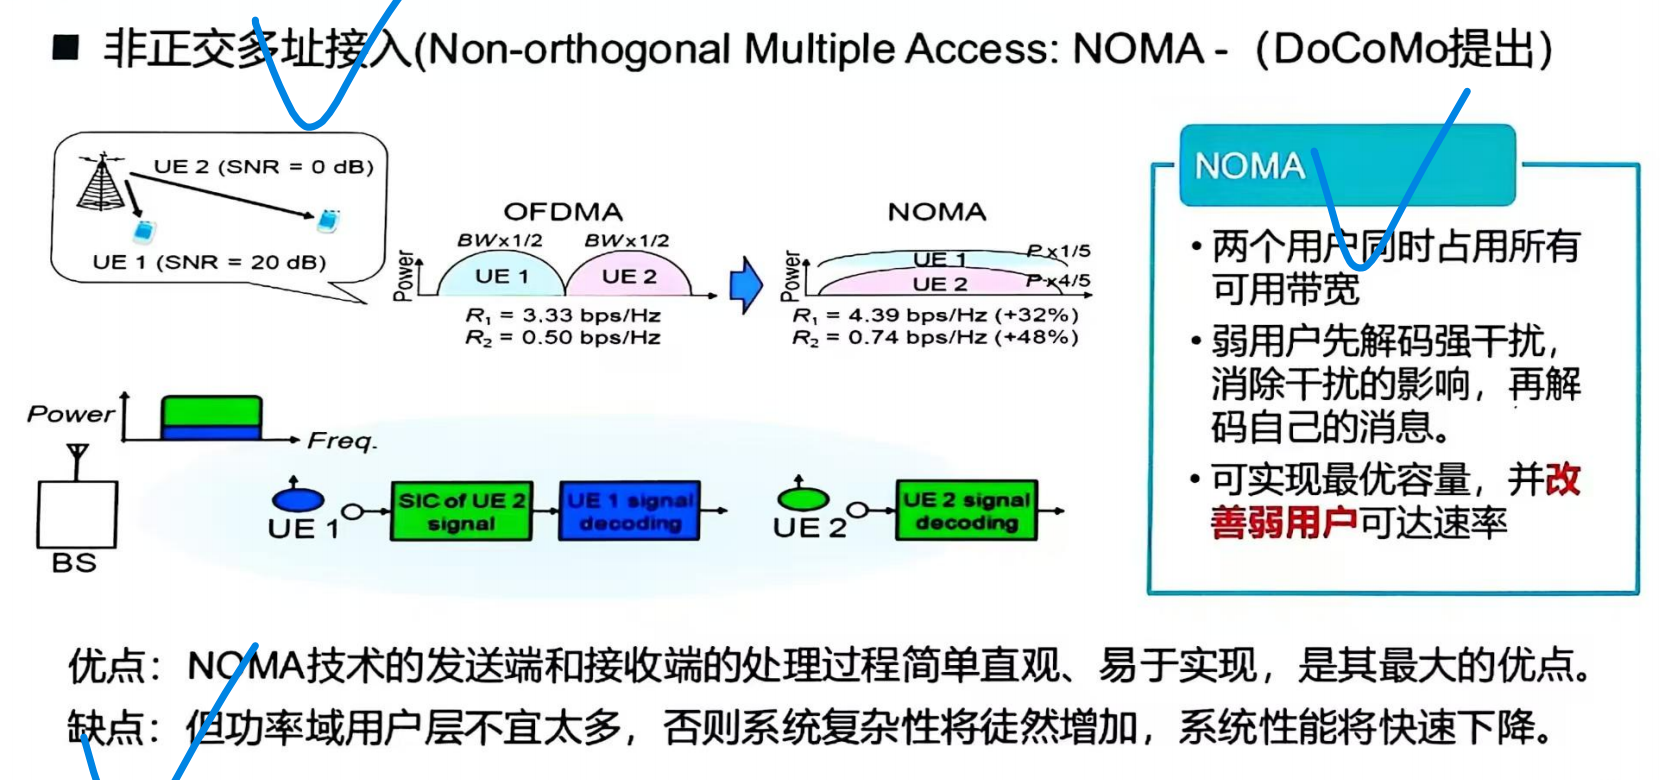 ■ 非正交多址接入(Non-orthogonal Multiple Access: NOMA -（DoCoMo提出）
UE 2 (SNR = 0 dB)
UE 1 (SNR = 20 dB)
OFDMA
BWx1/2 BWx1/2
Power
UE 1 UE 2
R1 = 3.33 bps/Hz
R2 = 0.50 bps/Hz
NOMA
Power
UE 1 P x1/5
UE 2 P x4/5
R1 = 4.39 bps/Hz (+32%)
R2 = 0.74 bps/Hz (+48%)
NOMA
• 两个用户同时占用所有
可用带宽
• 弱用户先解码强干扰，
消除干扰的影响，再解
码自己的消息。
• 可实现最优容量，并改
善弱用户可达速率
Power
Freq.
BS
UE 1
SIC of UE 2
signal
UE 1 signal
decoding
UE 2
UE 2 signal
decoding
优点：NOMA技术的发送端和接收端的处理过程简单直观、易于实现，是其最大的优点。
缺点：但功率域用户层不宜太多，否则系统复杂性将徒然增加，系统性能将快速下降。